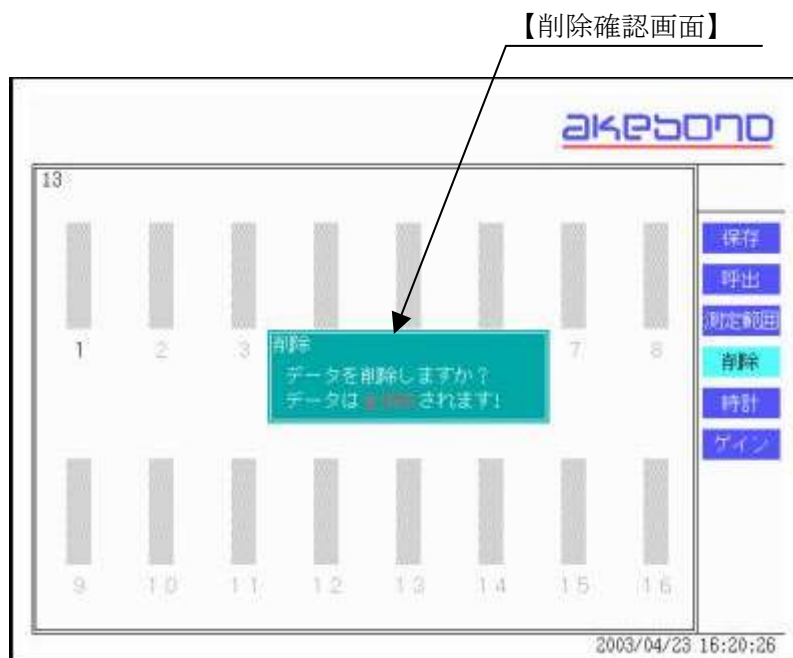 【削除確認画面】
akebono
13
保存
呼出
測定範囲
削除
時計
ゲイン
1 2 3 7 8
削除
データを削除しますか?
データは されます!
9 10 11 12 13 14 15 16
2003/04/23 16:20:26